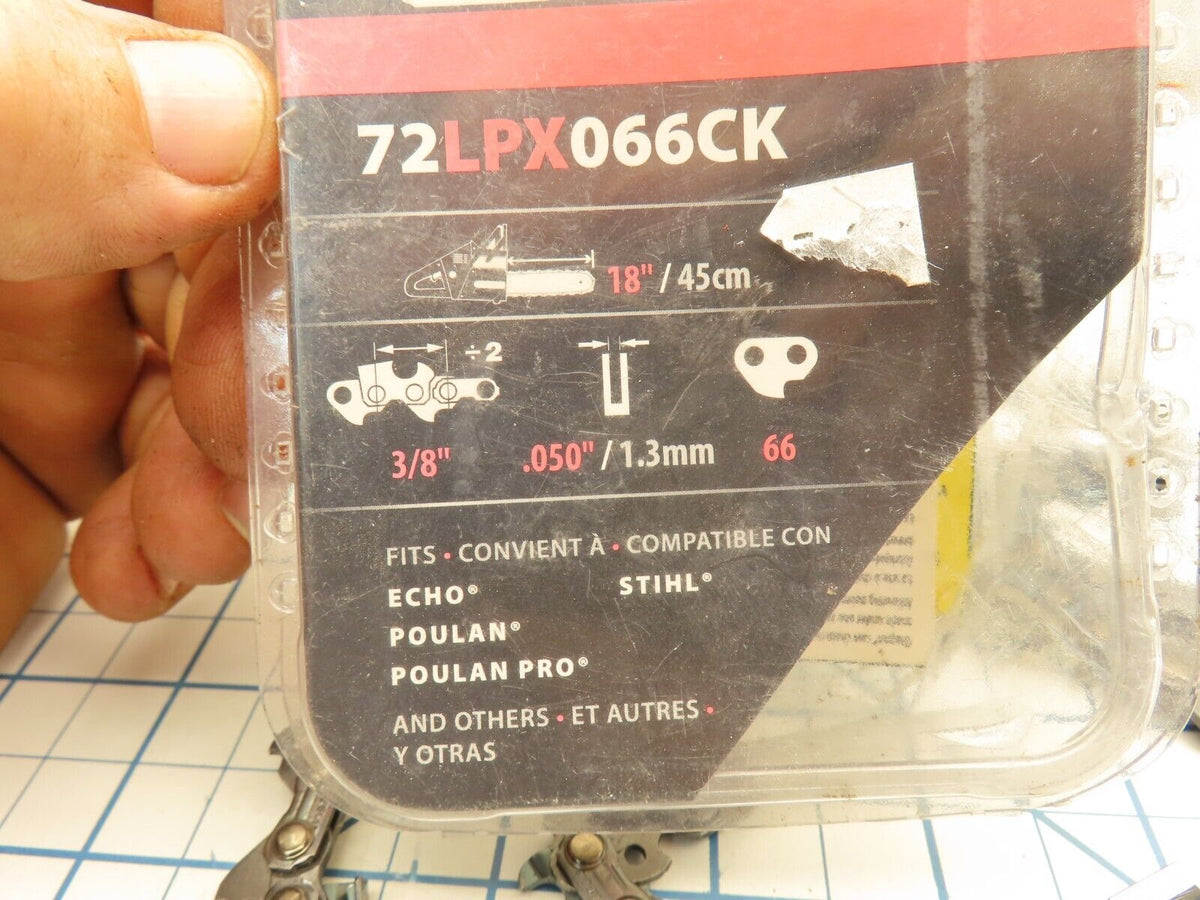 72LPX066CK
18" / 45cm
÷2
3/8" .050" / 1.3mm 66
FITS • CONVIENT À • COMPATIBLE CON
ECHO® STIHL®
POULAN®
POULAN PRO®
AND OTHERS • ET AUTRES •
Y OTRAS